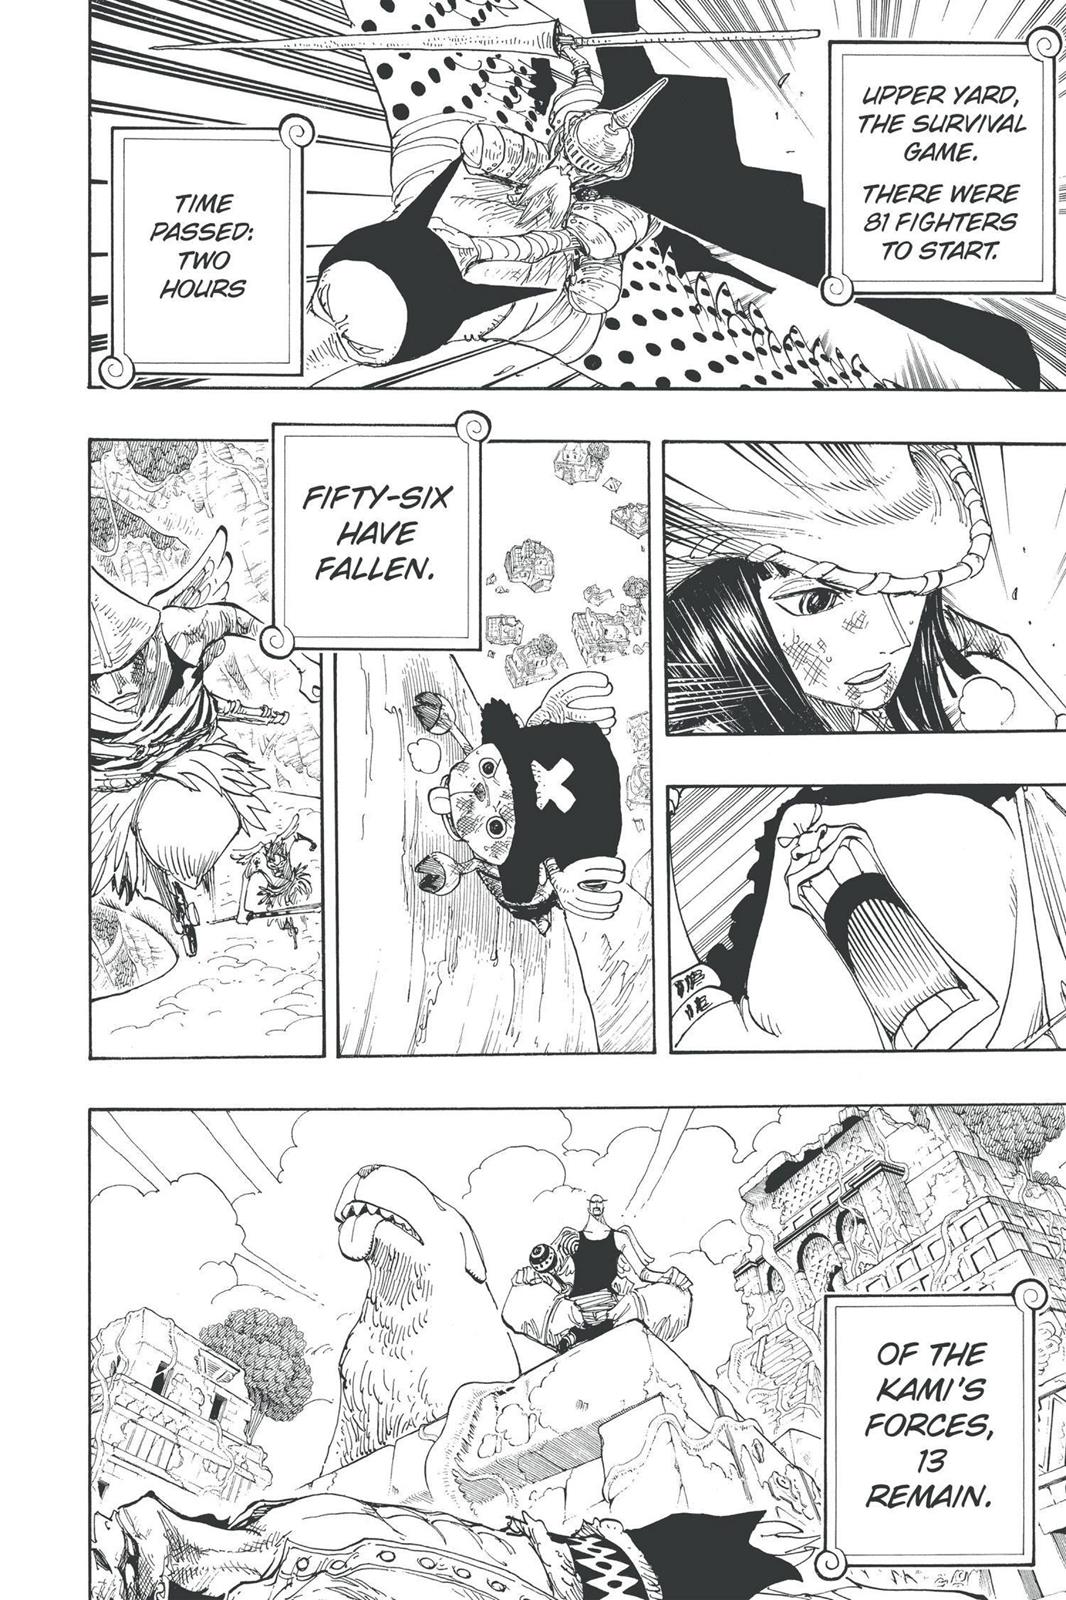 UPPER YARD,
THE SURVIVAL
GAME.
THERE WERE
81 FIGHTERS
TO START.
TIME
PASSED:
TWO
HOURS
FIFTY-SIX
HAVE
FALLEN.
OF THE
KAMI'S
FORCES,
13
REMAIN.